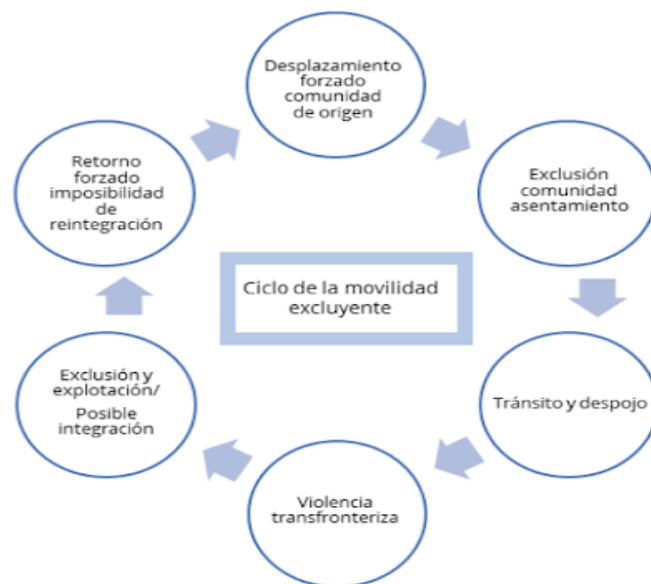 Desplazamiento
forzado
comunidad
de origen
Exclusión
comunidad
asentamiento
Tránsito y despojo
Violencia
transfronteriza
Exclusión y
explotación/
Posible
integración
Retorno
forzado
imposibilidad
de
reintegración
Ciclo de la movilidad
excluyente